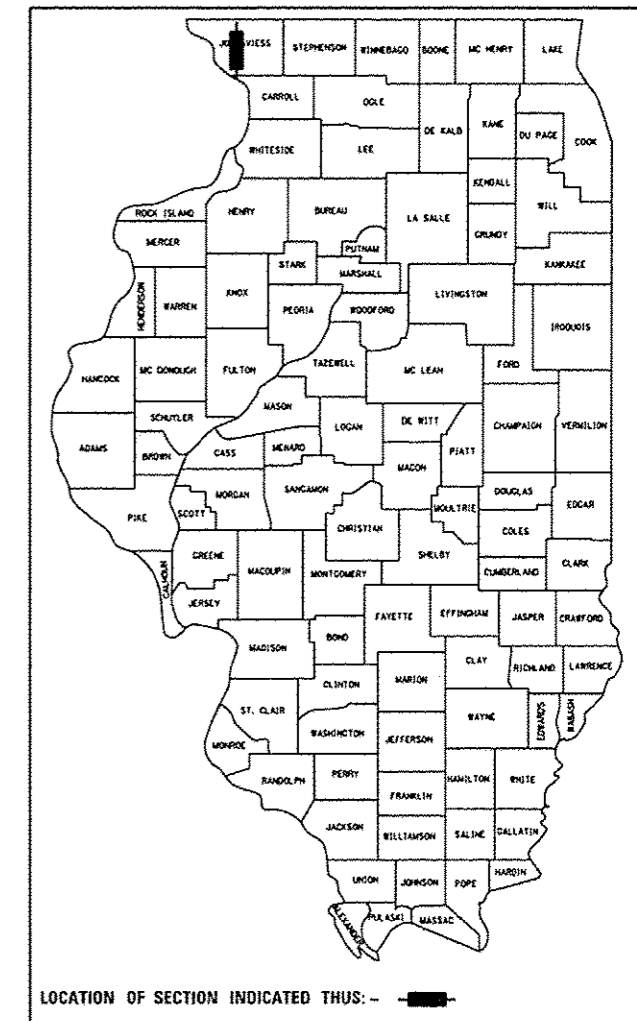 JO DAVIESS STEPHENSON WINNEBAGO BOONE MC HENRY LAKE
CARROLL OGLE
DE KALB KANE DU PAGE COOK
WHITESIDE LEE
KENDALL WILL
ROCK ISLAND HENRY BUREAU LA SALLE GRUNDY
MERCER PUTNAM KANKAKEE
STARK MARSHALL
HENDERSON WARREN KNOX PEORIA WOODFORD LIVINGSTON IROQUOIS
HANCOCK MC DONOUGH FULTON TAZEWELL MC LEAN FORD
SCHUYLER MASON
ADAMS BROWN CASS MENARD LOGAN DE WITT PIATT CHAMPAIGN VERMILION
MACON
PIKE SCOTT MORGAN SANGAMON MOULTRIE DOUGLAS EDGAR
CHRISTIAN COLES
CALHOUN GREENE MACOUPIN MONTGOMERY SHELBY CUMBERLAND CLARK
JERSEY
FAYETTE EFFINGHAM JASPER CRAWFORD
MADISON BOND
CLAY RICHLAND LAWRENCE
CLINTON MARION
ST. CLAIR WAYNE EDWARDS WABASH
MONROE WASHINGTON JEFFERSON
RANDOLPH PERRY HAMILTON WHITE
FRANKLIN
JACKSON WILLIAMSON SALINE GALLATIN
UNION JOHNSON POPE HARDIN
ALEXANDER PULASKI MASSAC
LOCATION OF SECTION INDICATED THUS: -